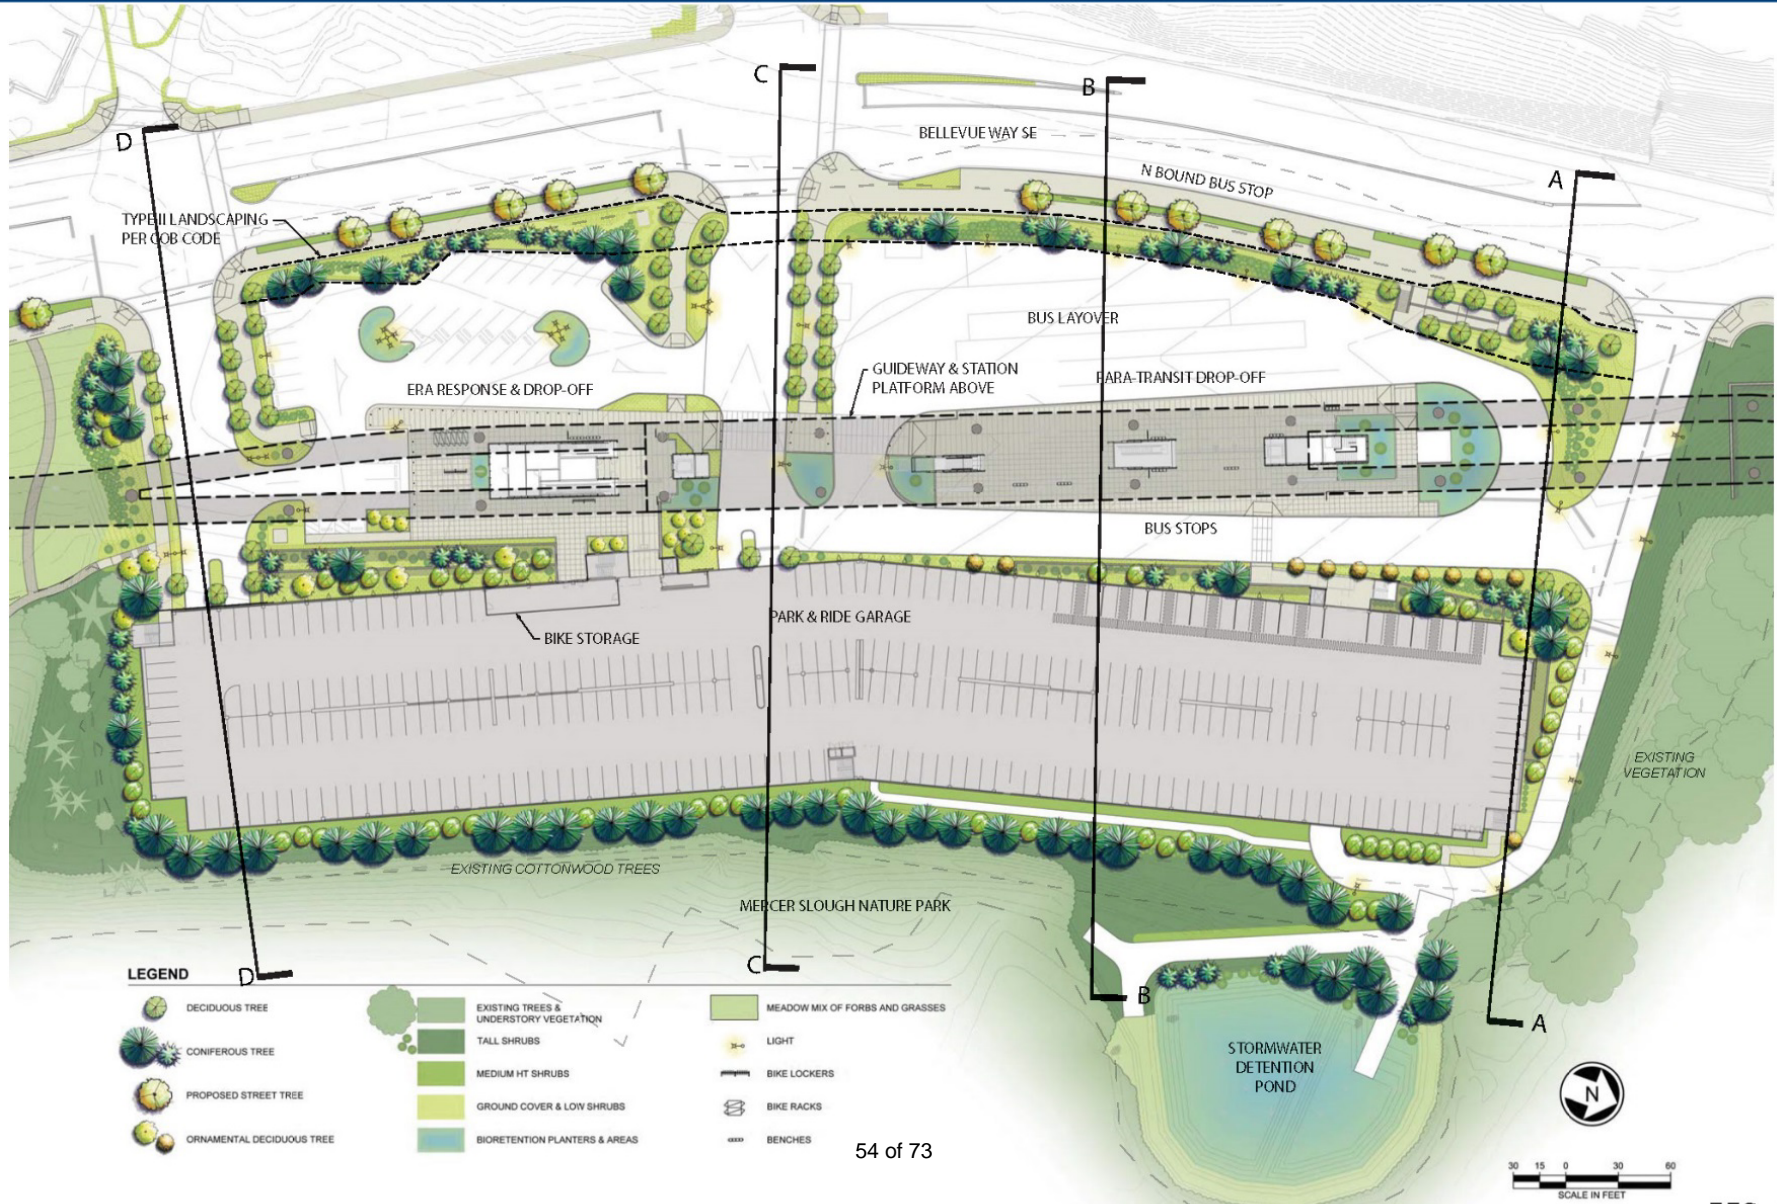 C
B
BELLEVUE WAY SE
D
N BOUND BUS STOP
A
TYPE II LANDSCAPING
PER COB CODE
BUS LAYOVER
GUIDEWAY & STATION
PLATFORM ABOVE
PARA-TRANSIT DROP-OFF
ERA RESPONSE & DROP-OFF
BUS STOPS
PARK & RIDE GARAGE
BIKE STORAGE
EXISTING
VEGETATION
EXISTING COTTONWOOD TREES
MERCER SLOUGH NATURE PARK
D
C
B
A
STORMWATER
DETENTION
POND
LEGEND
DECIDUOUS TREE
CONIFEROUS TREE
PROPOSED STREET TREE
ORNAMENTAL DECIDUOUS TREE
EXISTING TREES &
UNDERSTORY VEGETATION
TALL SHRUBS
MEDIUM HT SHRUBS
GROUND COVER & LOW SHRUBS
BIORETENTION PLANTERS & AREAS
MEADOW MIX OF FORBS AND GRASSES
LIGHT
BIKE LOCKERS
BIKE RACKS
BENCHES
N
54 of 73
30 15 0 30 60
SCALE IN FEET